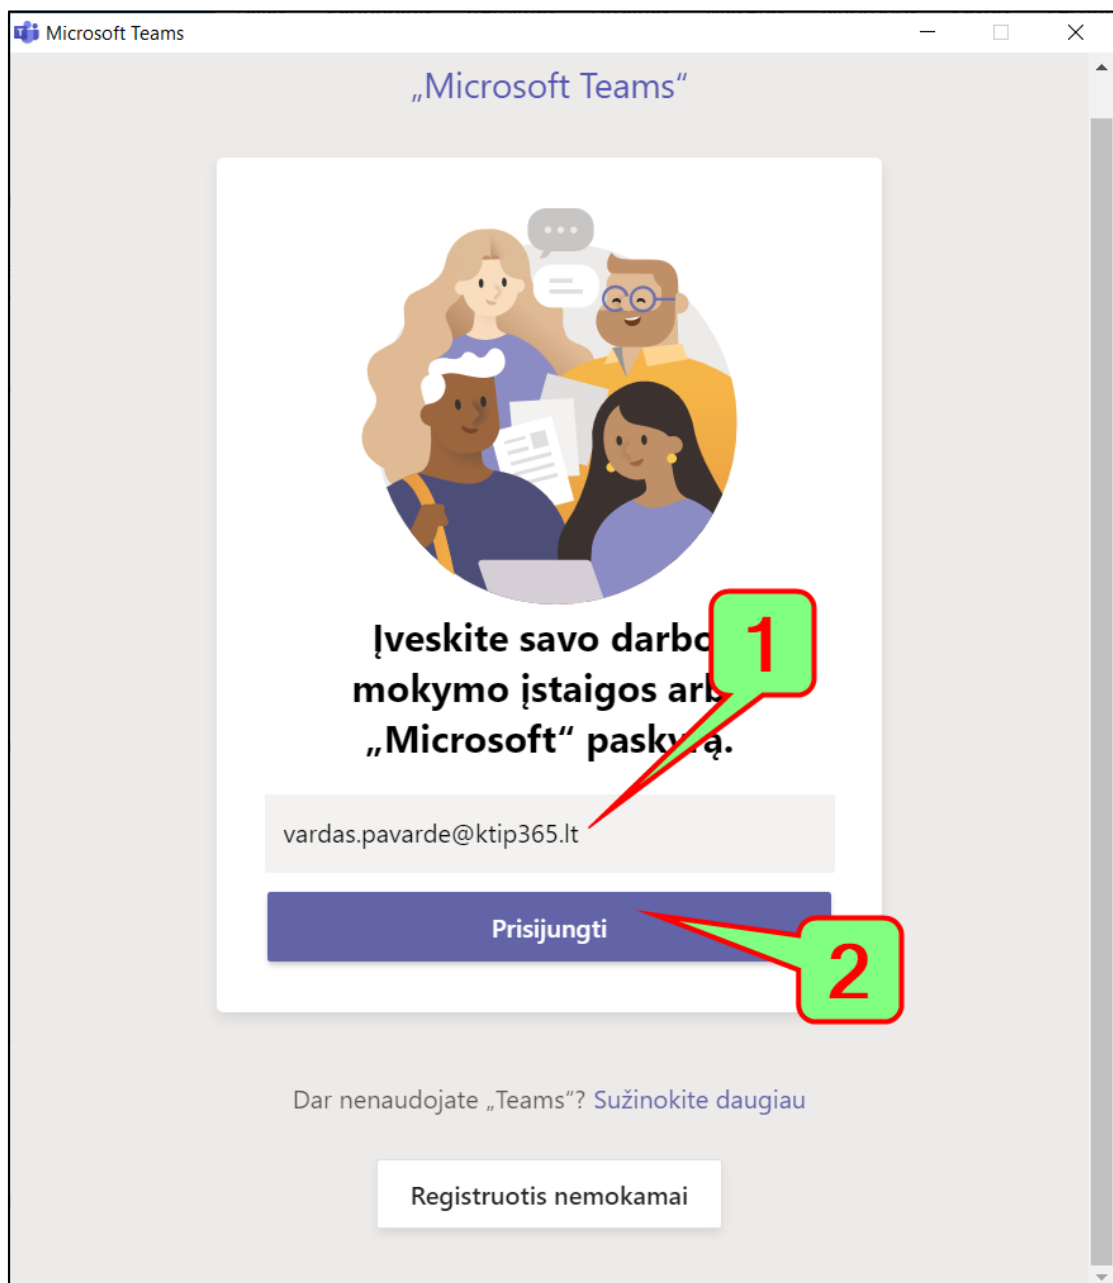 Microsoft Teams
„Microsoft Teams“
Įveskite savo darbo
mokymo įstaigos arb
„Microsoft“ paskyrą.
1
vardas.pavarde@ktip365.lt
Prisijungti
2
Dar nenaudojate „Teams“? Sužinokite daugiau
Registruotis nemokamai